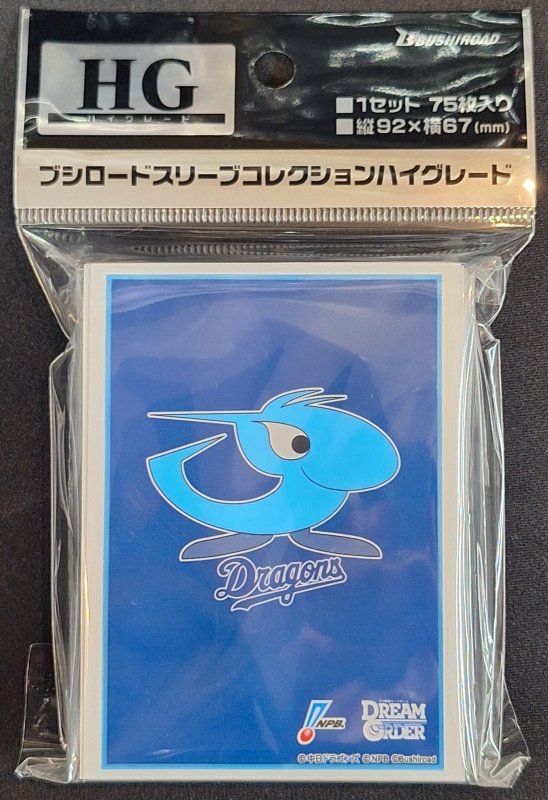 HG
ハイグレード
BUSHIROAD
■1セット 75枚入り
■縦92×横67(mm)
ブシロードスリーブコレクションハイグレード
Dragons
NPB
DREAM
ORDER
©中日ドラゴンズ ©NPB ©Bushiroad